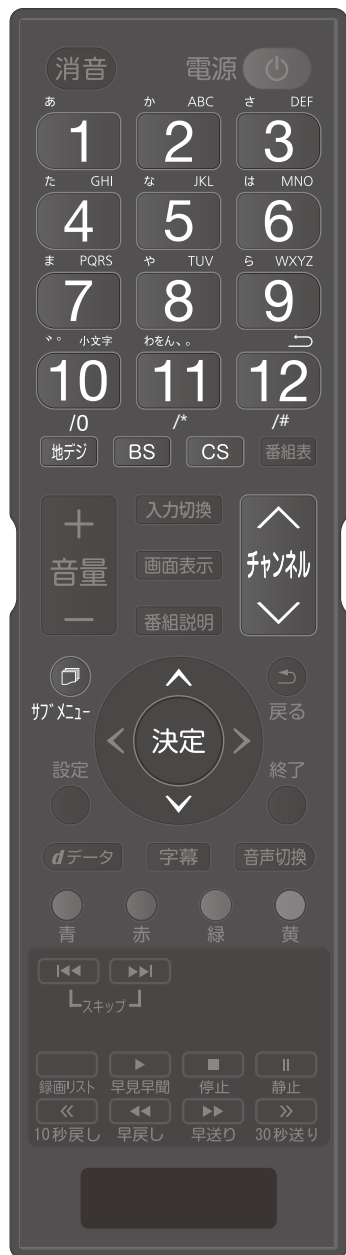 消音 電源
あ か ABC さ DEF
1 2 3
た GHI な JKL は MNO
4 5 6
ま PQRS や TUV ら WXYZ
7 8 9
゛゜ 小文字 わをん、。
10 11 12
/0 /* /#
地デジ BS CS 番組表
＋ 入力切換
音量 画面表示 チャンネル
− 番組説明
サブメニュー 戻る
決定
設定 終了
dデータ 字幕 音声切換
青 赤 緑 黄
スキップ
録画リスト 早見早聞 停止 静止
10秒戻し 早戻し 早送り 30秒送り